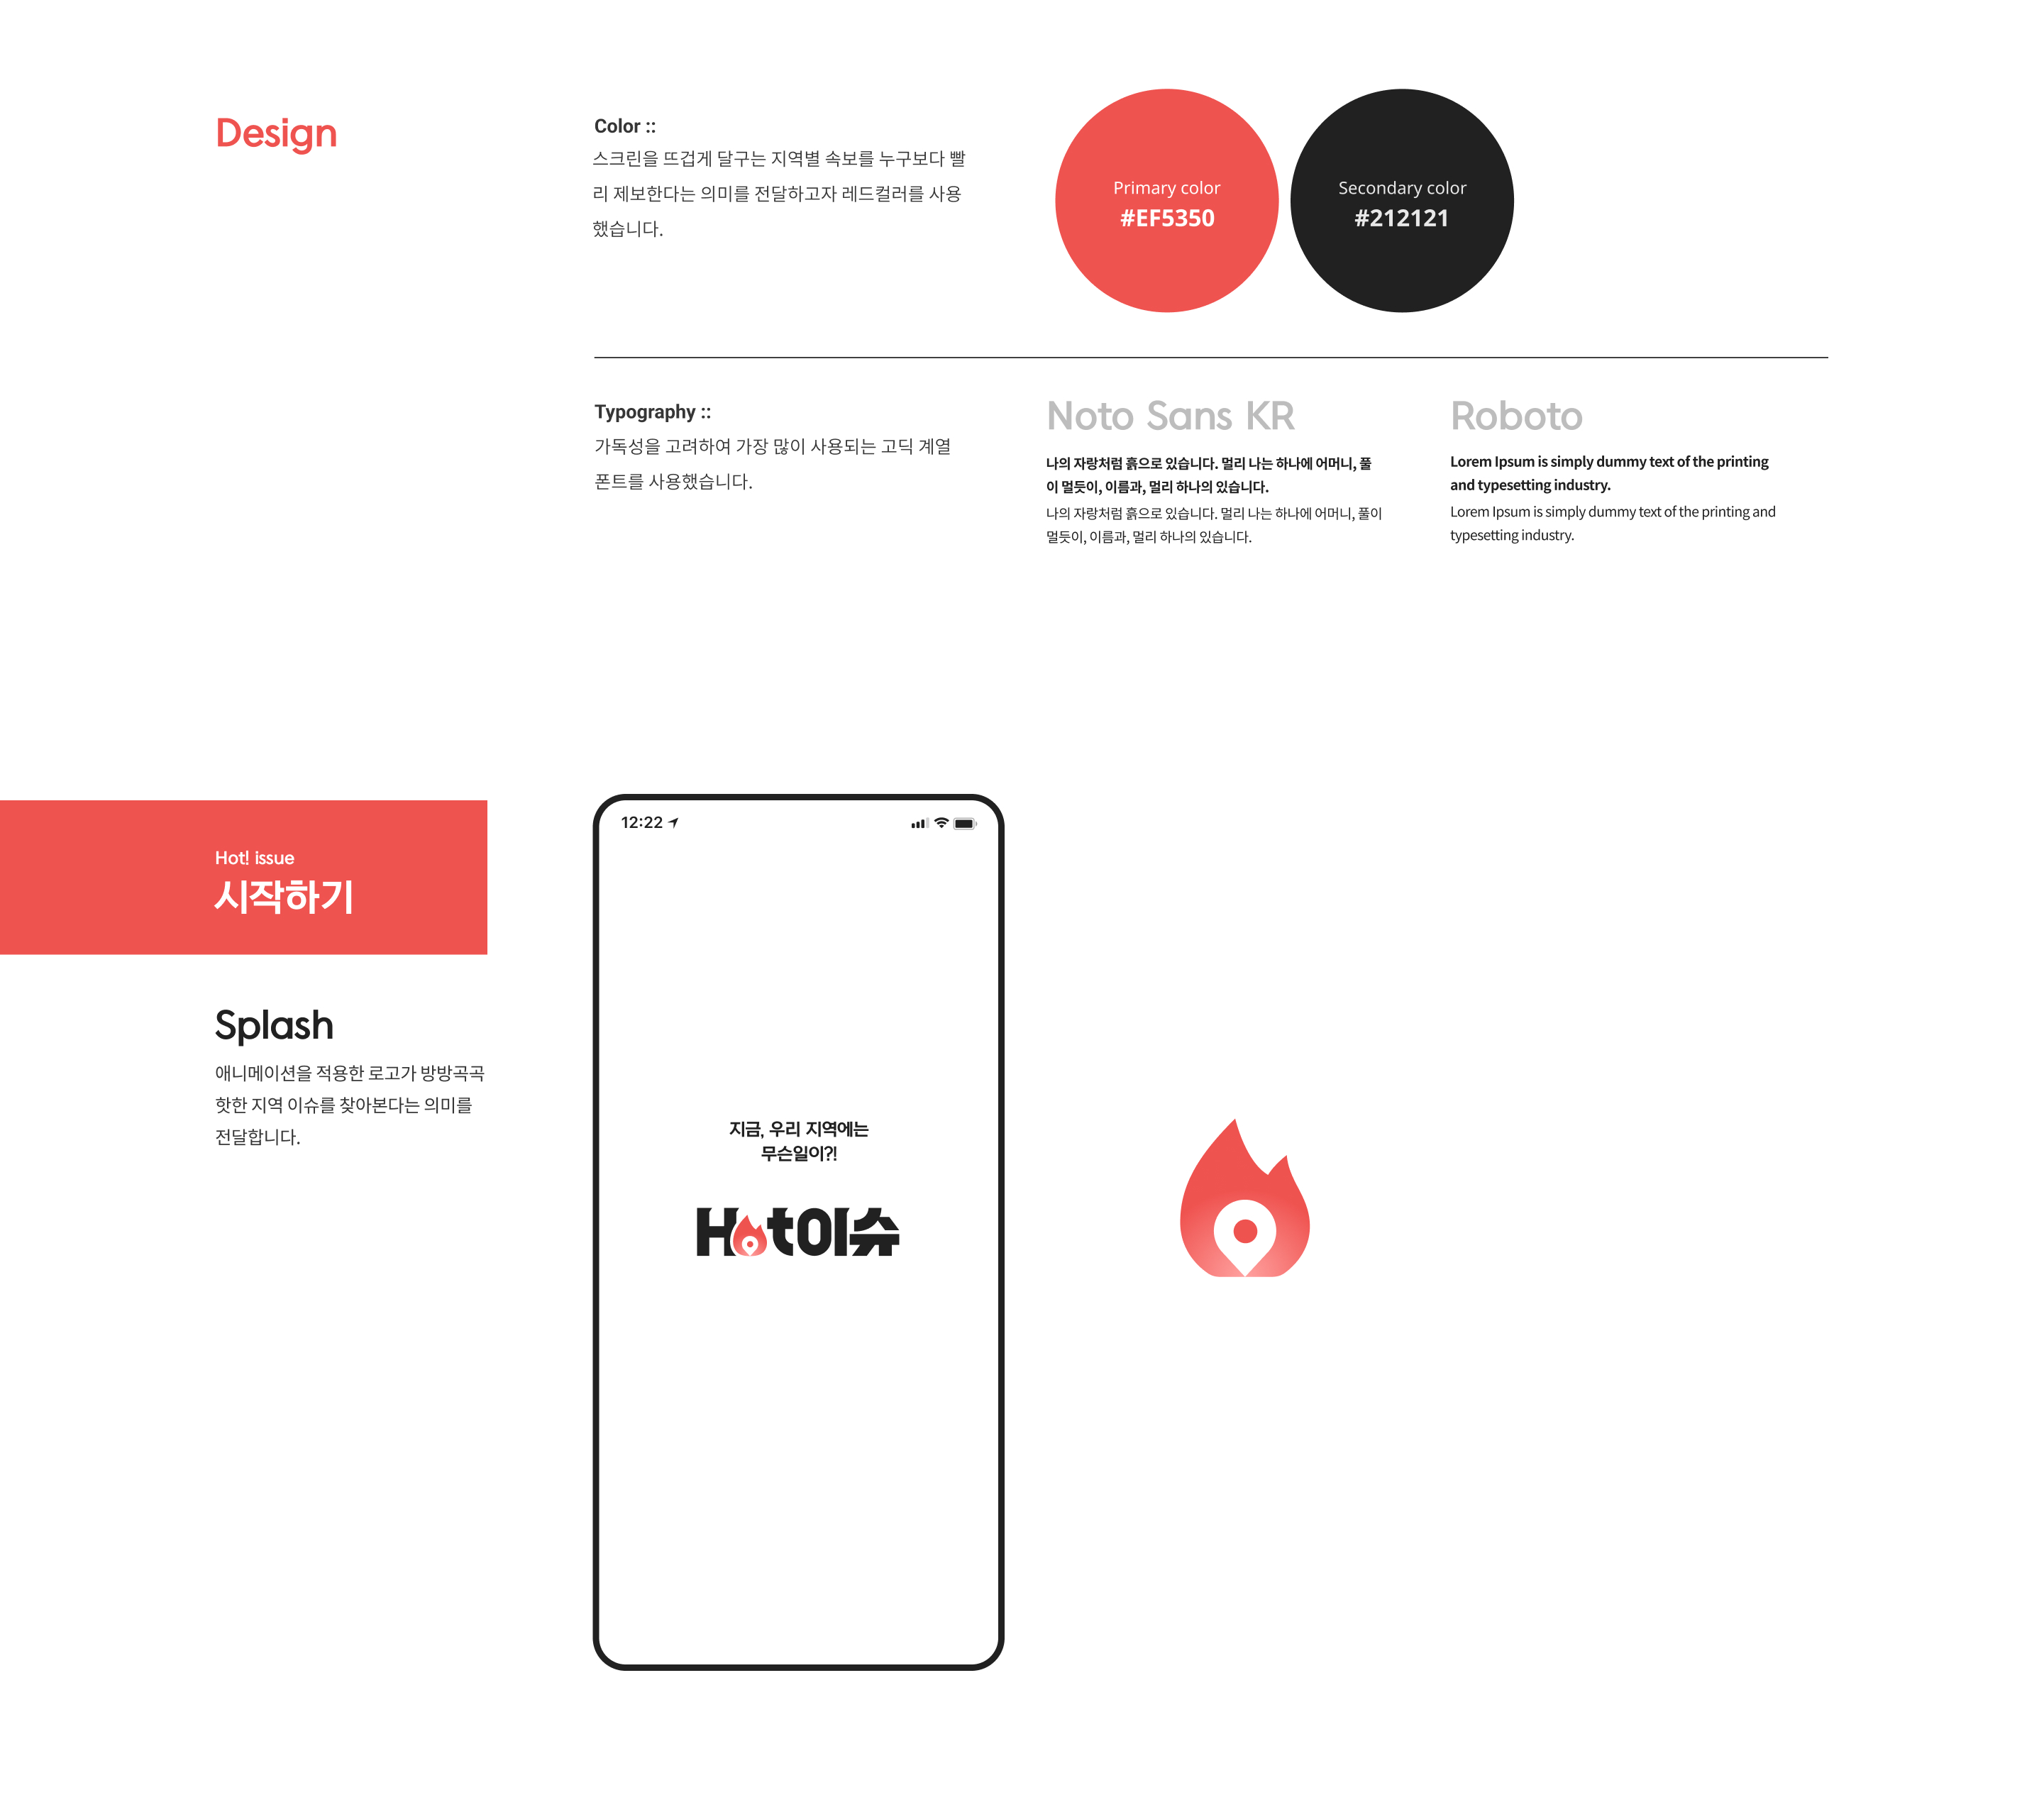 Design
Color ::
스크린을 뜨겁게 달구는 지역별 속보를 누구보다 빨
리 제보한다는 의미를 전달하고자 레드컬러를 사용
했습니다.
Primary color
#EF5350
Secondary color
#212121
Typography ::
가독성을 고려하여 가장 많이 사용되는 고딕 계열
폰트를 사용했습니다.
Noto Sans KR
나의 자랑처럼 흙으로 있습니다. 멀리 나는 하나에 어머니, 풀
이 멀듯이, 이름과, 멀리 하나의 있습니다.
나의 자랑처럼 흙으로 있습니다. 멀리 나는 하나에 어머니, 풀이
멀듯이, 이름과, 멀리 하나의 있습니다.
Roboto
Lorem Ipsum is simply dummy text of the printing
and typesetting industry.
Lorem Ipsum is simply dummy text of the printing and
typesetting industry.
Hot! issue
시작하기
Splash
애니메이션을 적용한 로고가 방방곡곡
핫한 지역 이슈를 찾아본다는 의미를
전달합니다.
12:22
지금, 우리 지역에는
무슨일이?!
Hot이슈